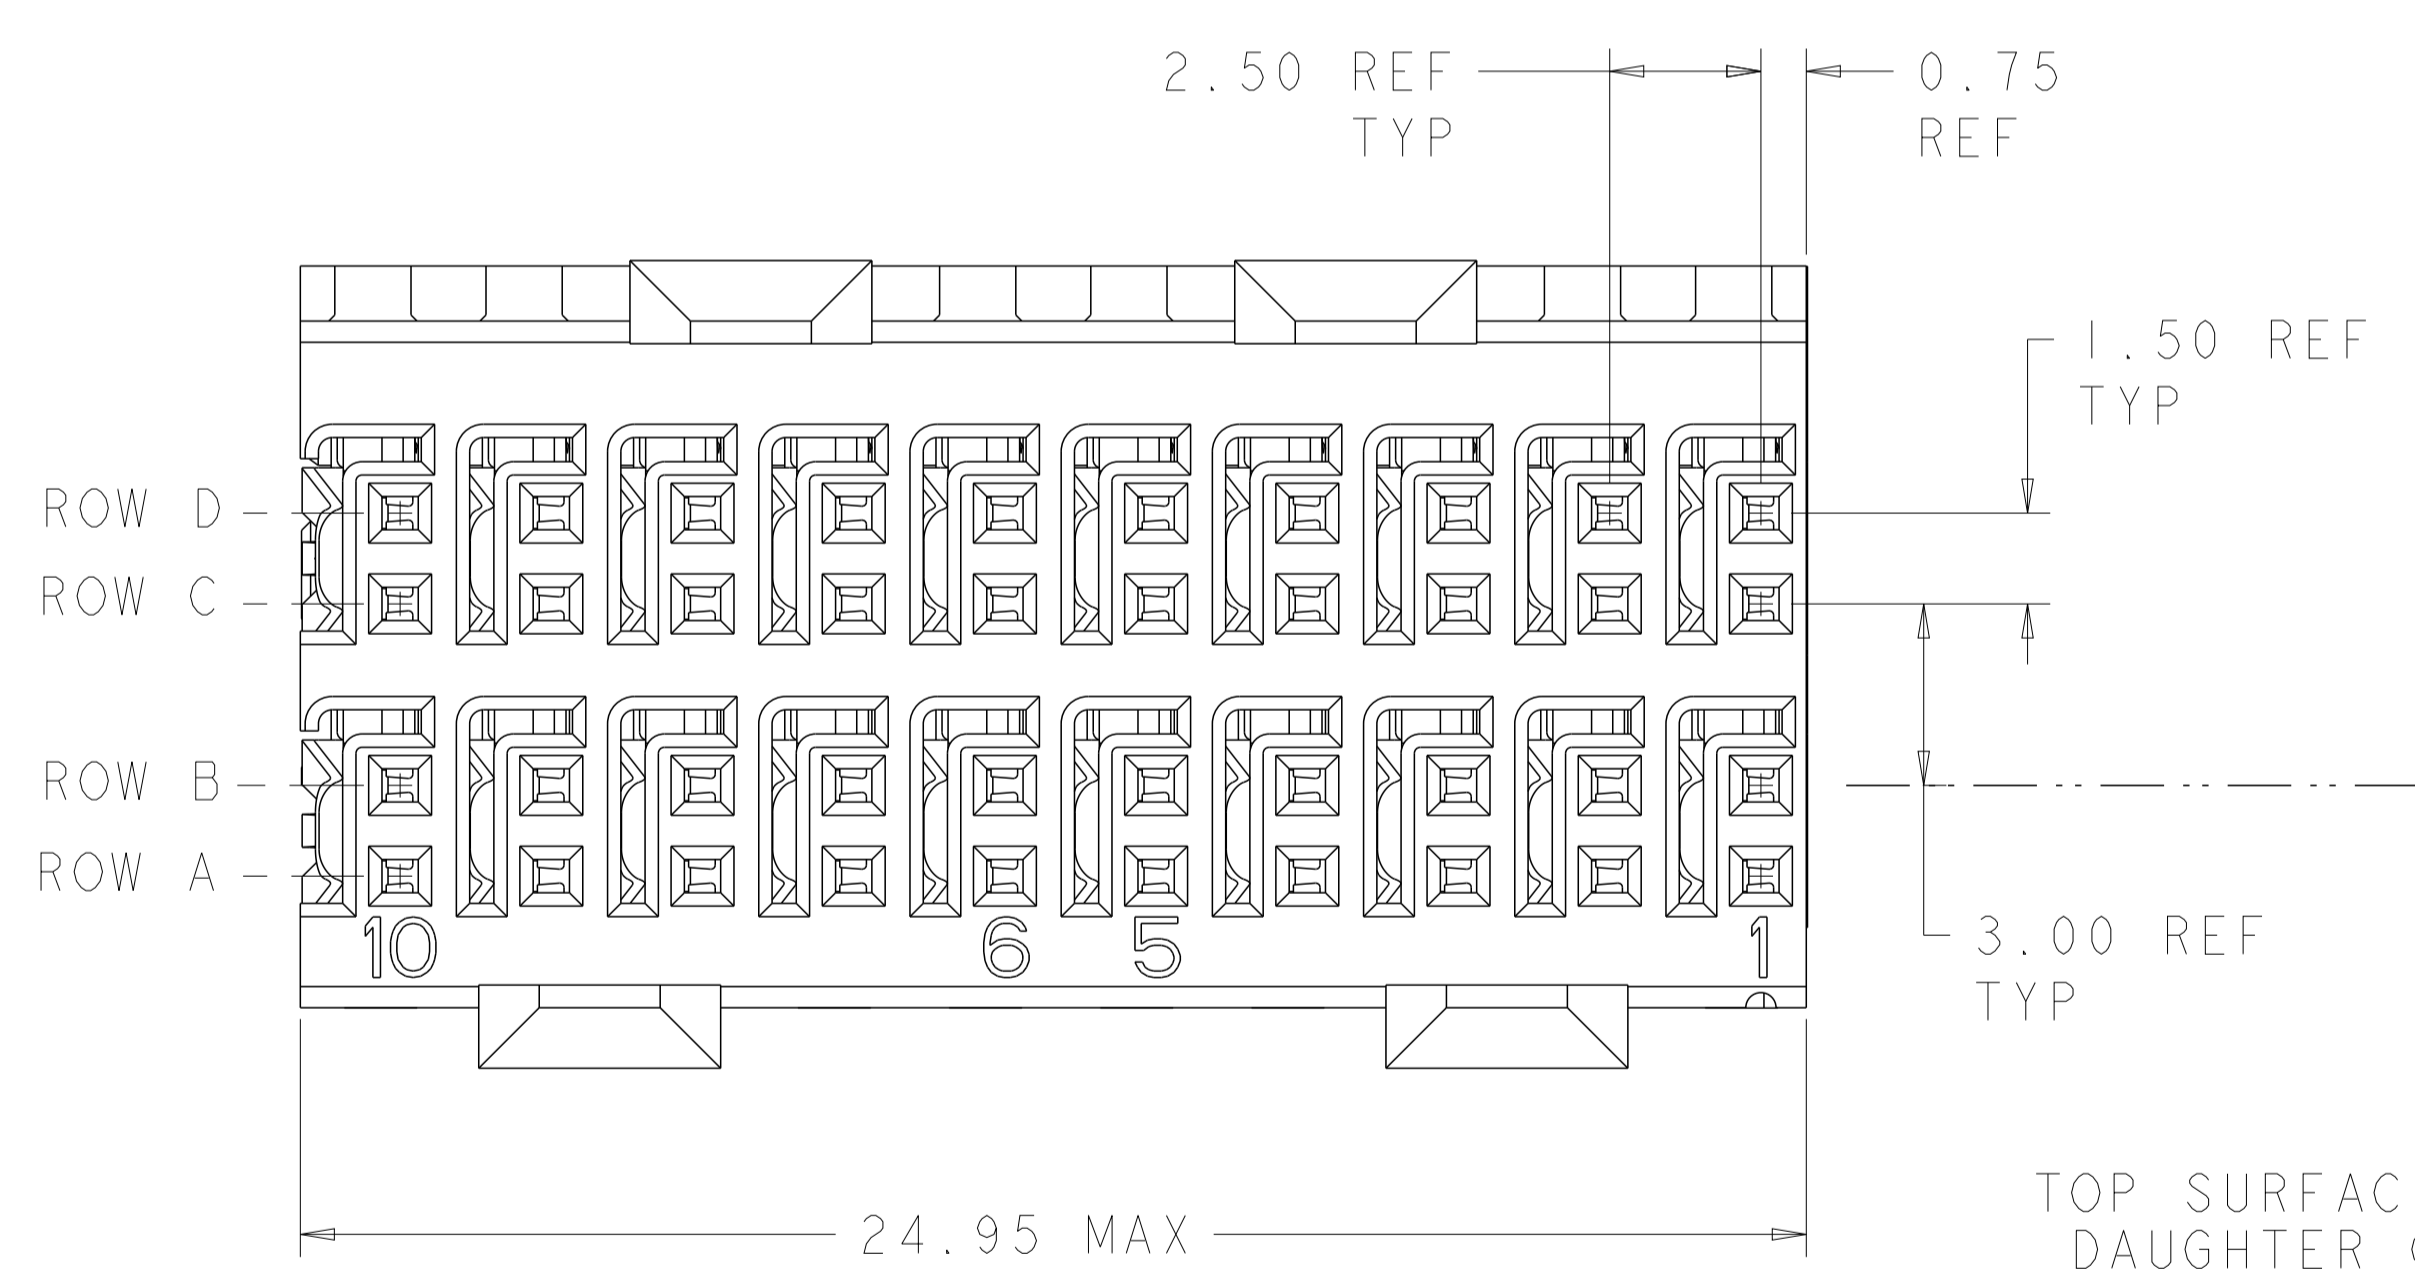 2.50 REF
TYP
0.75
REF
1.50 REF
TYP
ROW D
ROW C
ROW B
ROW A
10
6
5
1
3.00 REF
TYP
24.95 MAX
TOP SURFAC
DAUGHTER